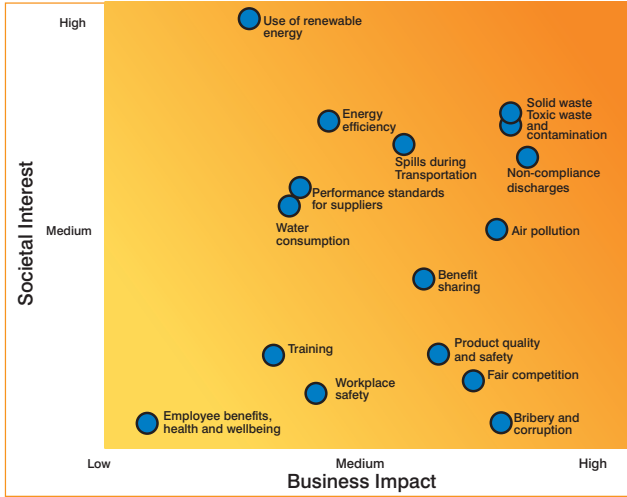 High
Use of renewable
energy
Energy
efficiency
Solid waste
Toxic waste
and
contamination
Spills during
Transportation
Non-compliance
discharges
Performance standards
for suppliers
Water
consumption
Societal Interest
Medium
Air pollution
Benefit
sharing
Training
Product quality
and safety
Workplace
safety
Fair competition
Employee benefits,
health and wellbeing
Bribery and
corruption
Low
Medium
High
Business Impact